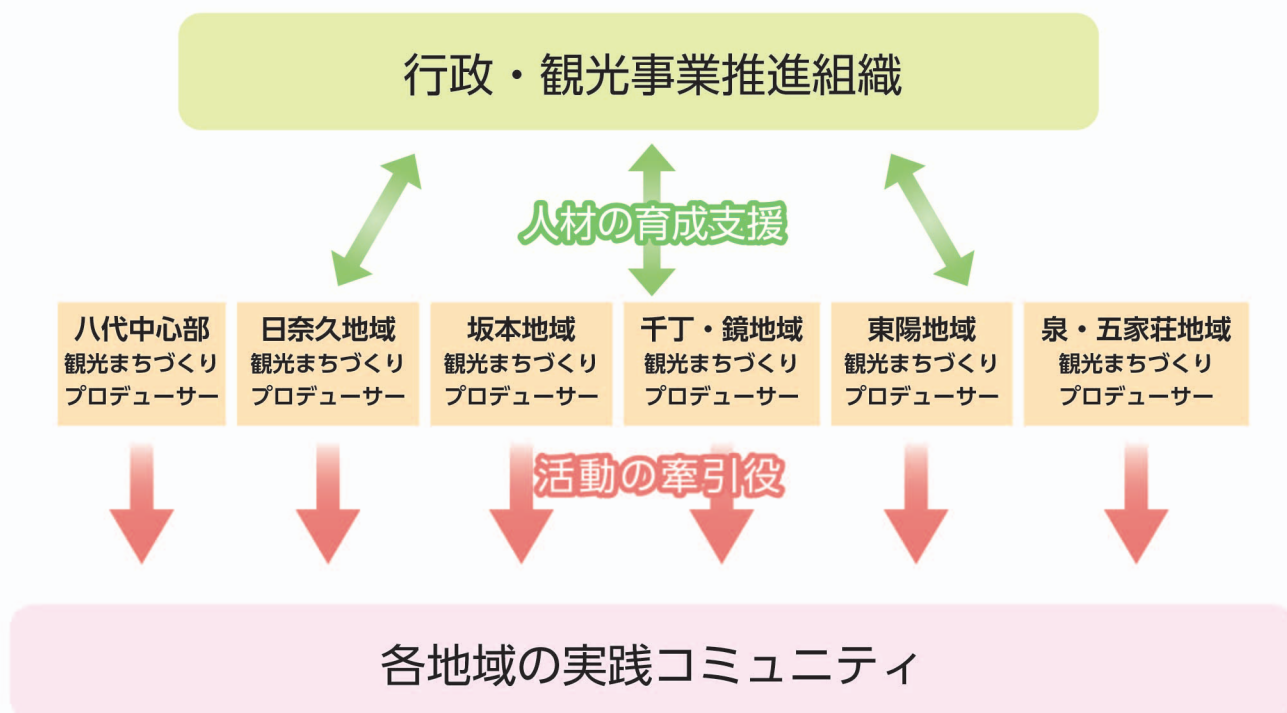 行政・観光事業推進組織
人材の育成支援
八代中心部
観光まちづくり
プロデューサー
日奈久地域
観光まちづくり
プロデューサー
坂本地域
観光まちづくり
プロデューサー
千丁・鏡地域
観光まちづくり
プロデューサー
東陽地域
観光まちづくり
プロデューサー
泉・五家荘地域
観光まちづくり
プロデューサー
活動の牽引役
各地域の実践コミュニティ